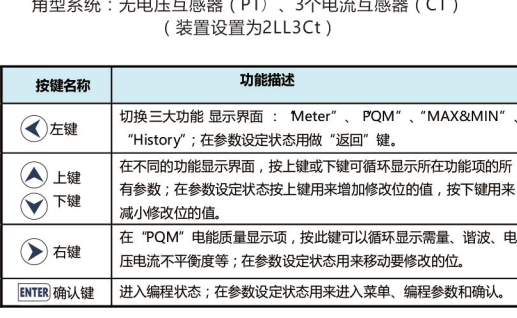 角型系统：无电压互感器（PT）、3个电流互感器（CT）
（装置设置为2LL3Ct）
按键名称
功能描述
左键
切换三大功能 显示界面 ： “Meter”、 PQM”、“MAX&MIN”、
“History”；在参数设定状态用做“返回”键。
上键
下键
在不同的功能显示界面，按上键或下键可循环显示所在功能项的所
有参数；在参数设定状态按上键用来增加修改位的值，按下键用来
减小修改位的值。
右键
在“PQM”电能质量显示项，按此键可以循环显示需量、谐波、电
压电流不平衡度等；在参数设定状态用来移动要修改的位。
ENTER 确认键
进入编程状态；在参数设定状态用来进入菜单、编程参数和确认。